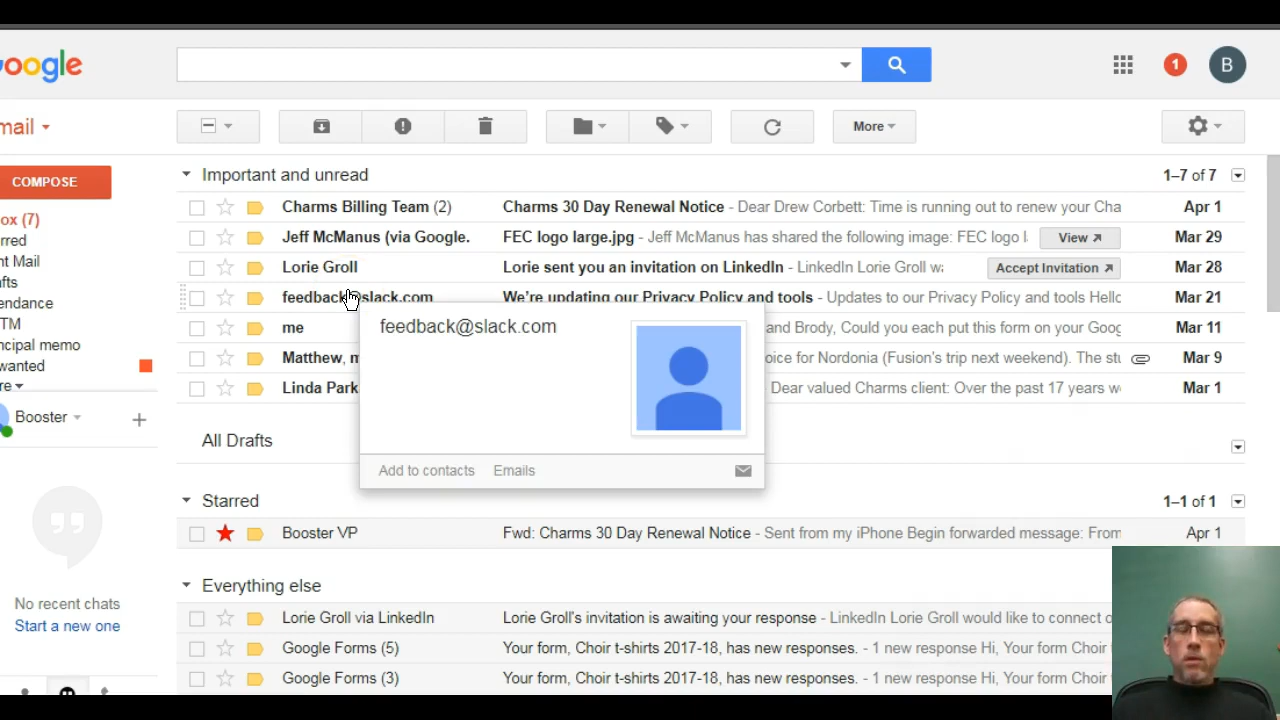 oogle
1
B
mail
More
COMPOSE
Important and unread
1–7 of 7
Charms Billing Team (2) Charms 30 Day Renewal Notice - Dear Drew Corbett: Time is running out to renew your Cha Apr 1
ox (7)
Jeff McManus (via Google. FEC logo large.jpg - Jeff McManus has shared the following image: FEC logo l View Mar 29
rred
nt Mail
Lorie Groll Lorie sent you an invitation on LinkedIn - LinkedIn Lorie Groll wa Accept Invitation Mar 28
fts
feedback@slack.com We're updating our Privacy Policy and tools - Updates to our Privacy Policy and tools Hello Mar 21
endance
TM
me and Brody, Could you each put this form on your Goog Mar 11
feedback@slack.com
ncipal memo
Matthew, m oice for Nordonia (Fusion's trip next weekend). The stu Mar 9
wanted
re
Linda Park Dear valued Charms client: Over the past 17 years w Mar 1
Booster
All Drafts
Add to contacts Emails
Starred
1–1 of 1
Booster VP Fwd: Charms 30 Day Renewal Notice - Sent from my iPhone Begin forwarded message: From Apr 1
Everything else
No recent chats
Start a new one
Lorie Groll via LinkedIn Lorie Groll's invitation is awaiting your response - LinkedIn Lorie Groll would like to connect o
Google Forms (5) Your form, Choir t-shirts 2017-18, has new responses. - 1 new response Hi, Your form Choir
Google Forms (3) Your form, Choir t-shirts 2017-18, has new responses. - 1 new response Hi, Your form Choir